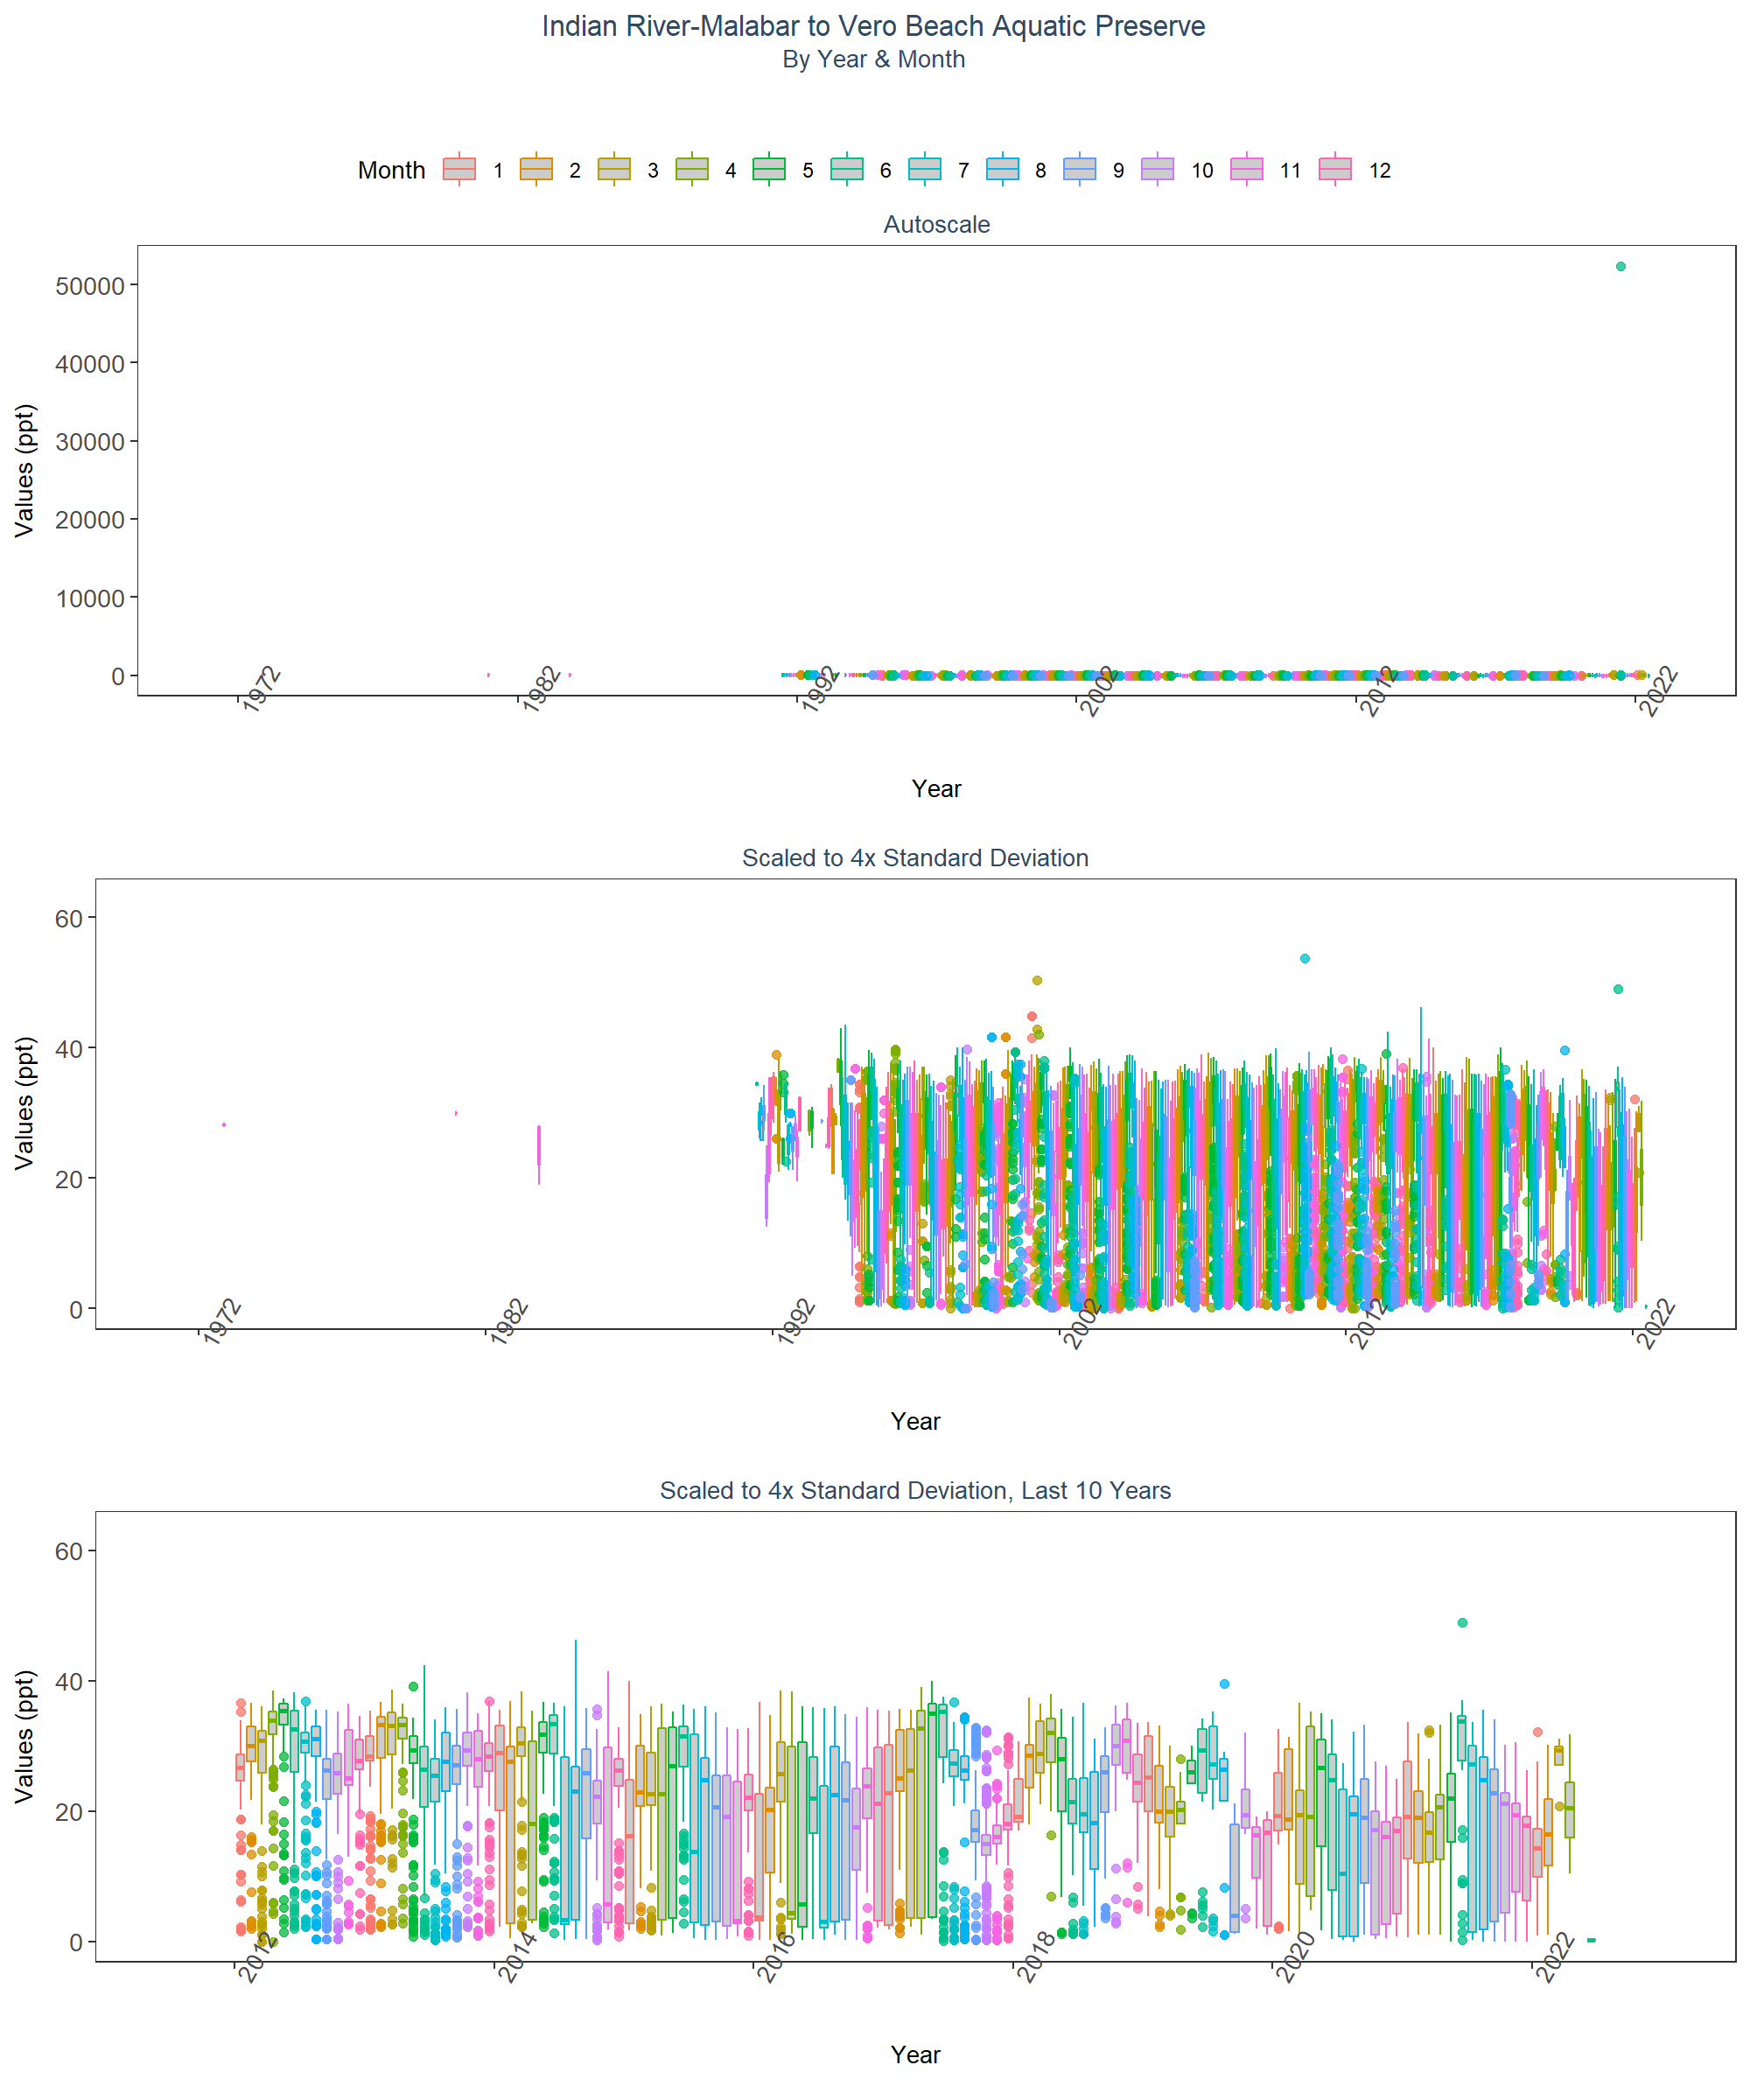 Indian River-Malabar to Vero Beach Aquatic Preserve
By Year & Month
Month 1 2 3 4 5 6 7 8 9 10 11 12
Autoscale
Values (ppt)
50000
40000
30000
20000
10000
0
1972 1982 1992 2002 2012 2022
Year
Scaled to 4x Standard Deviation
Values (ppt)
60
40
20
0
1972 1982 1992 2002 2012 2022
Year
Scaled to 4x Standard Deviation, Last 10 Years
Values (ppt)
60
40
20
0
2012 2014 2016 2018 2020 2022
Year